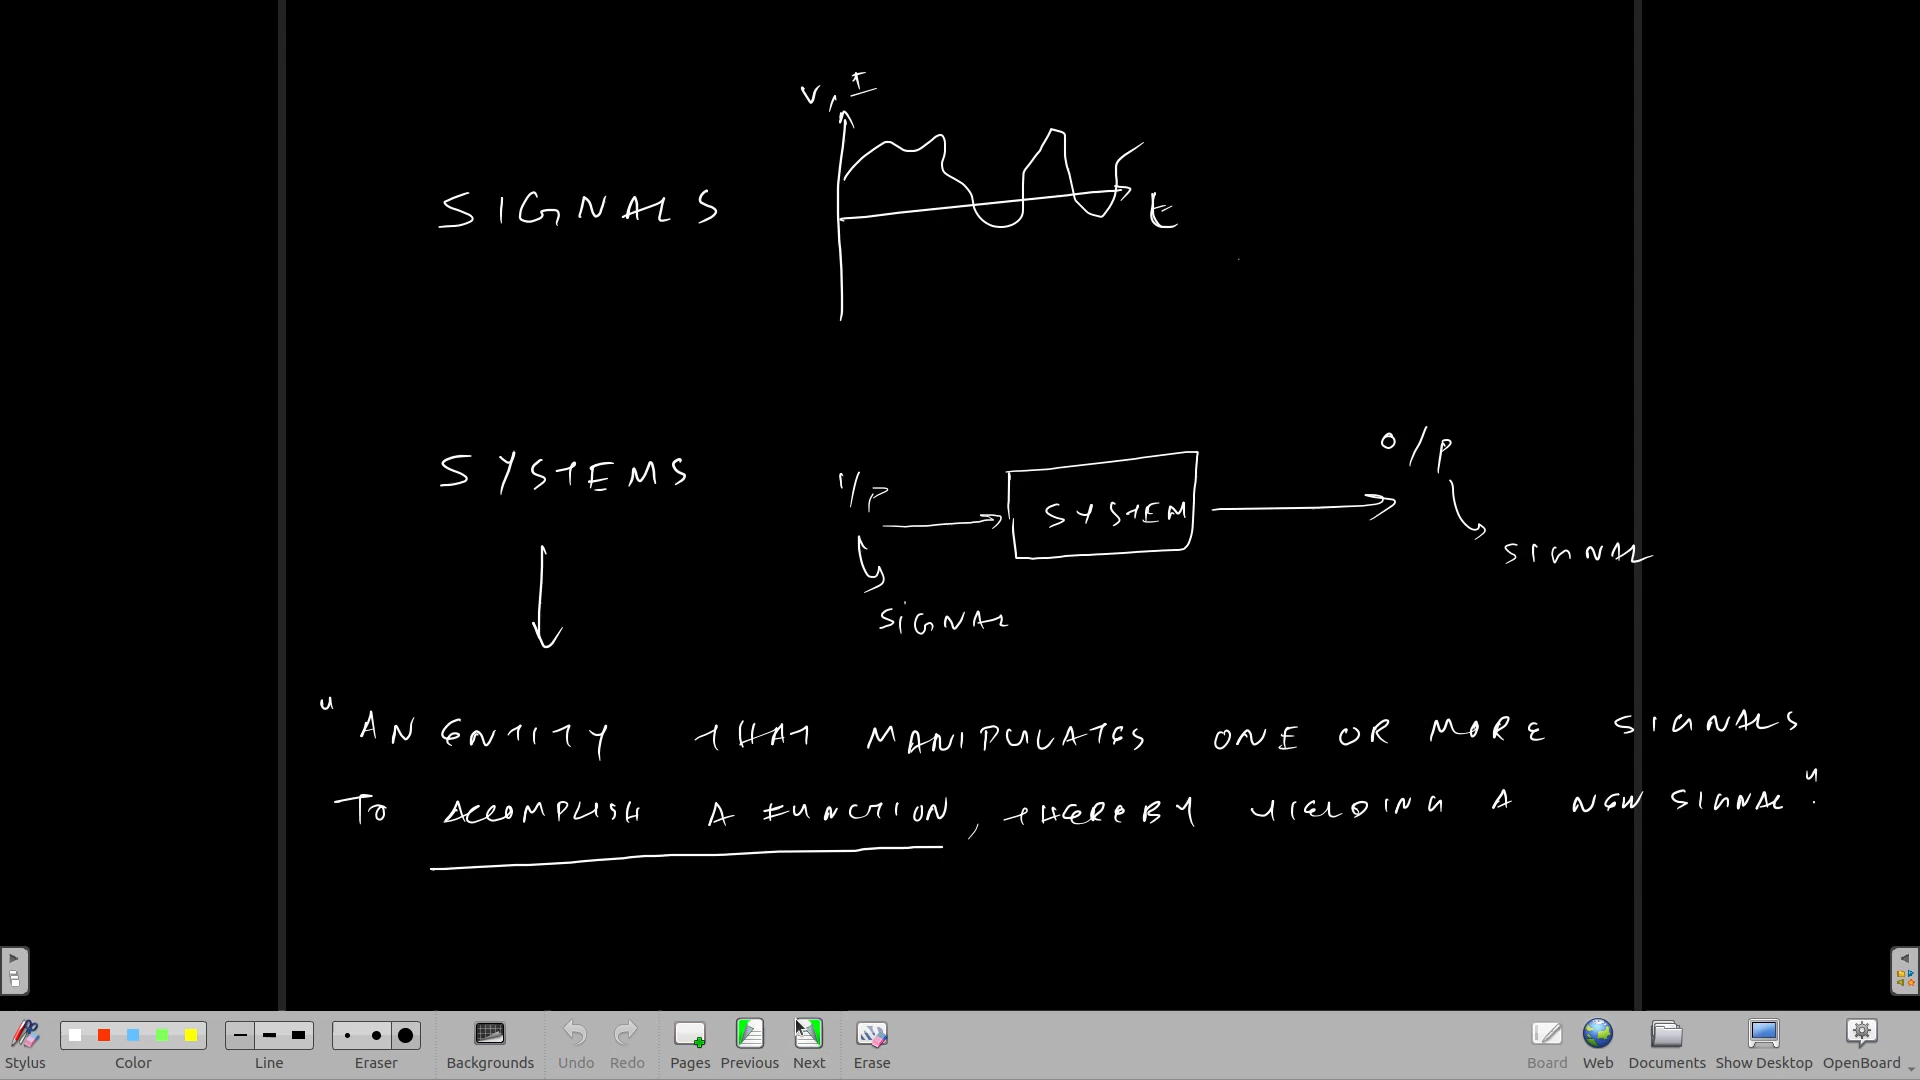 V, I
SIGNALS
t
SYSTEMS
I/P
SYSTEM
O/P
SIGNAL
SIGNAL
"AN ENTITY THAT MANIPULATES ONE OR MORE SIGNALS
TO ACCOMPLISH A FUNCTION, THEREBY YIELDING A NEW SIGNAL".
Stylus
Color
Line
Eraser
Backgrounds
Undo
Redo
Pages
Previous
Next
Erase
Board
Web
Documents
Show Desktop
OpenBoard